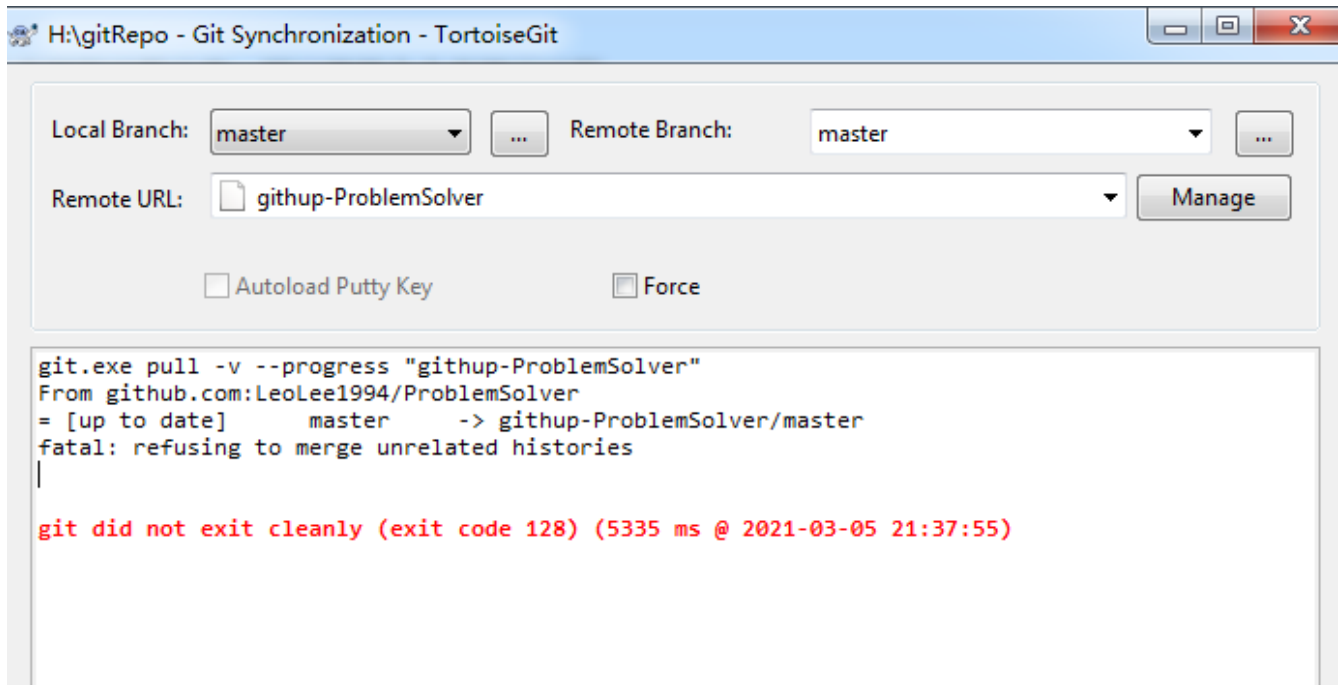 H:\gitRepo - Git Synchronization - TortoiseGit
Local Branch: master ... Remote Branch: master ...
Remote URL: githup-ProblemSolver Manage
Autoload Putty Key Force
git.exe pull -v --progress "githup-ProblemSolver"
From github.com:LeoLee1994/ProblemSolver
= [up to date]      master     -> githup-ProblemSolver/master
fatal: refusing to merge unrelated histories
git did not exit cleanly (exit code 128) (5335 ms @ 2021-03-05 21:37:55)